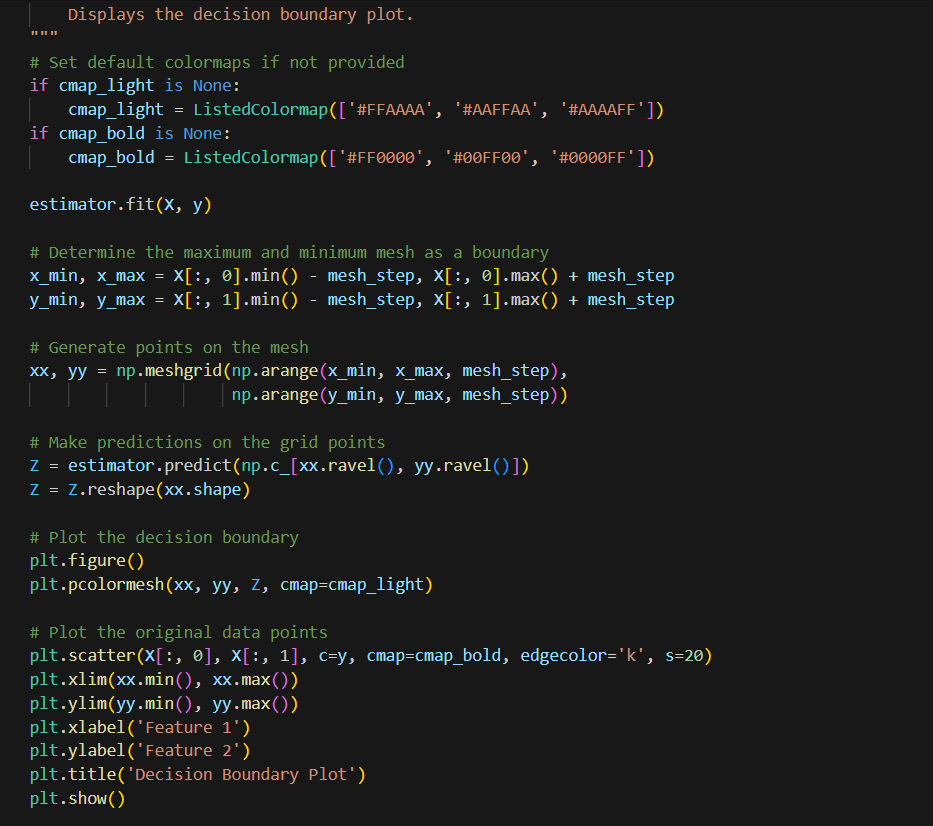 Displays the decision boundary plot.
"""
# Set default colormaps if not provided
if cmap_light is None:
    cmap_light = ListedColormap(['#FFAAAA', '#AAFFAA', '#AAAAFF'])
if cmap_bold is None:
    cmap_bold = ListedColormap(['#FF0000', '#00FF00', '#0000FF'])

estimator.fit(X, y)

# Determine the maximum and minimum mesh as a boundary
x_min, x_max = X[:, 0].min() - mesh_step, X[:, 0].max() + mesh_step
y_min, y_max = X[:, 1].min() - mesh_step, X[:, 1].max() + mesh_step

# Generate points on the mesh
xx, yy = np.meshgrid(np.arange(x_min, x_max, mesh_step),
                     np.arange(y_min, y_max, mesh_step))

# Make predictions on the grid points
Z = estimator.predict(np.c_[xx.ravel(), yy.ravel()])
Z = Z.reshape(xx.shape)

# Plot the decision boundary
plt.figure()
plt.pcolormesh(xx, yy, Z, cmap=cmap_light)

# Plot the original data points
plt.scatter(X[:, 0], X[:, 1], c=y, cmap=cmap_bold, edgecolor='k', s=20)
plt.xlim(xx.min(), xx.max())
plt.ylim(yy.min(), yy.max())
plt.xlabel('Feature 1')
plt.ylabel('Feature 2')
plt.title('Decision Boundary Plot')
plt.show()